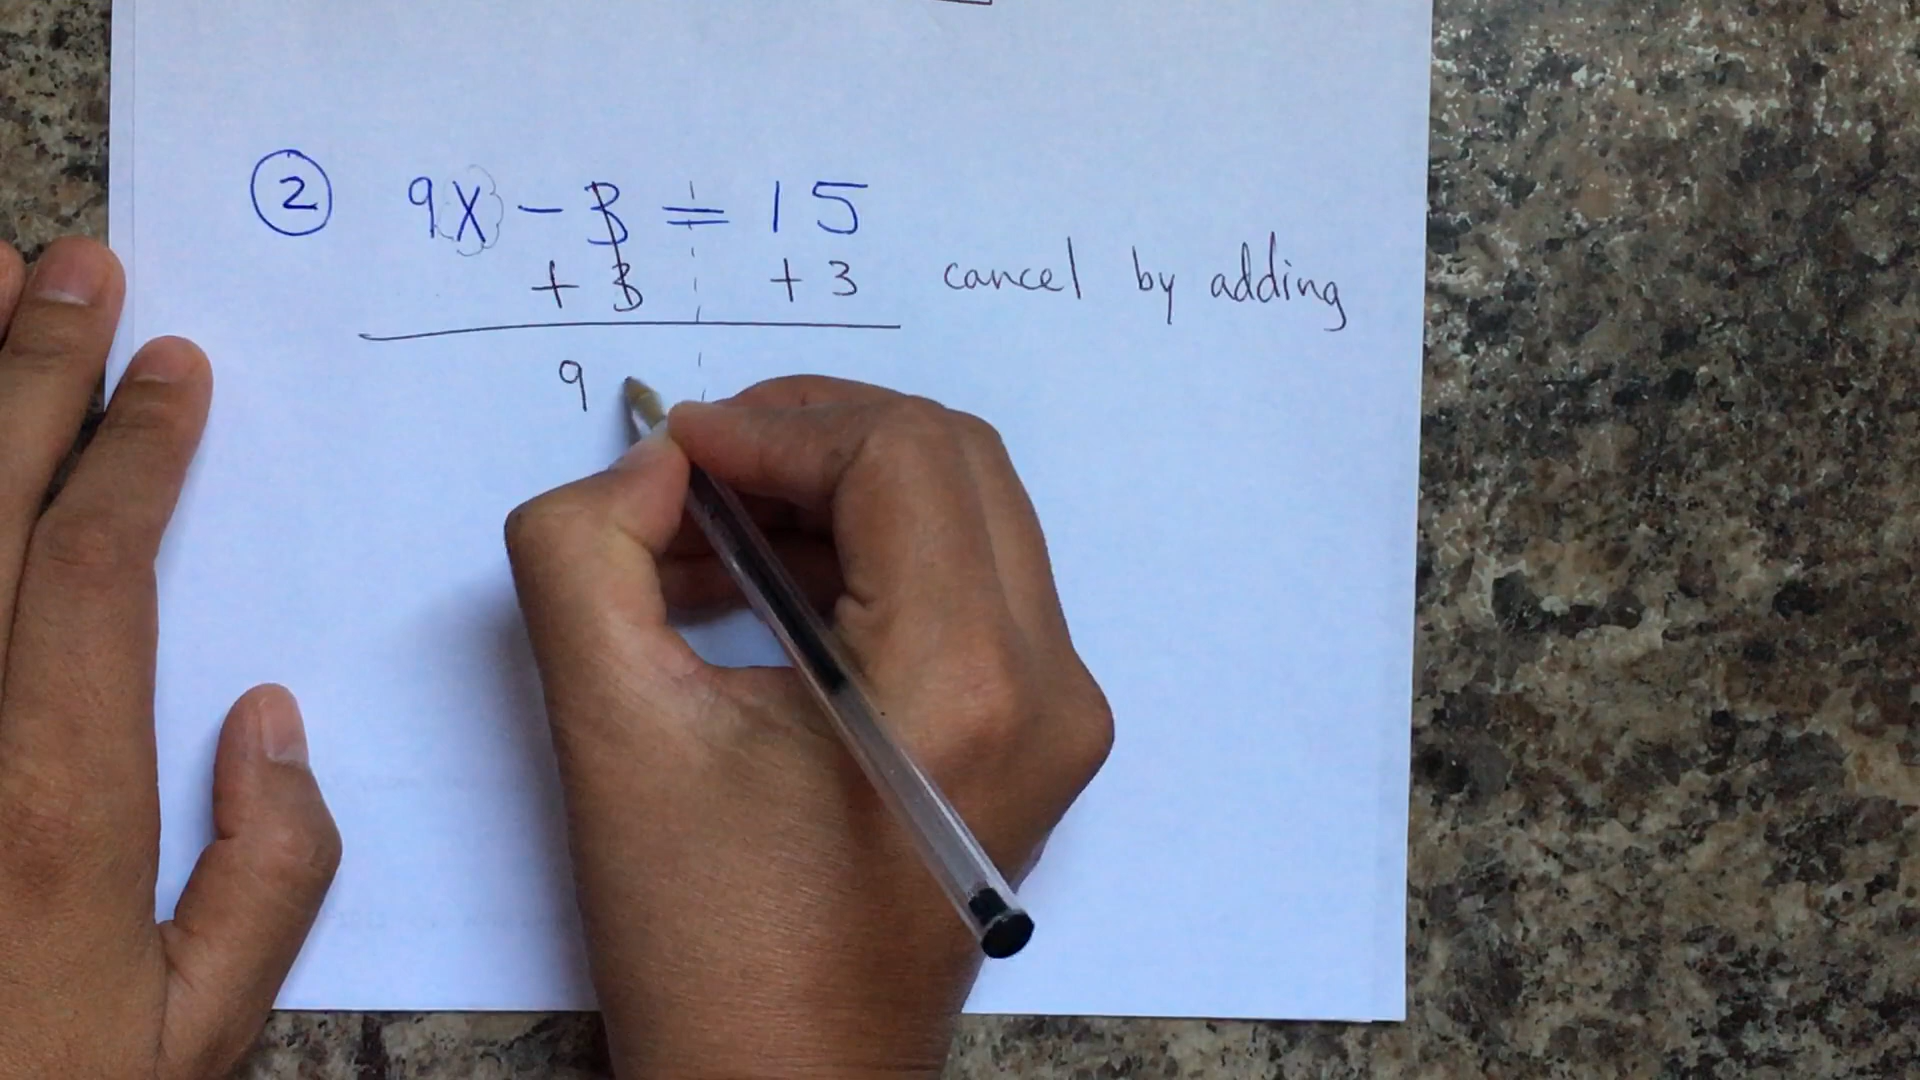 ② 9x - 3 = 15
+ 3 + 3 cancel by adding
9